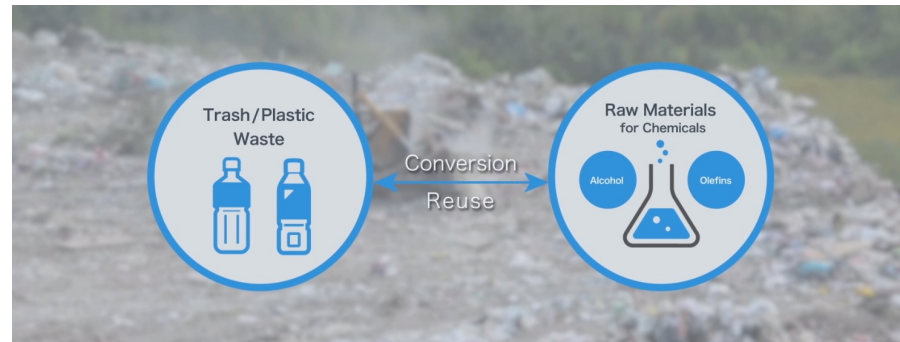 Trash/Plastic
Waste
Conversion
Reuse
Raw Materials
for Chemicals
Alcohol
Olefins